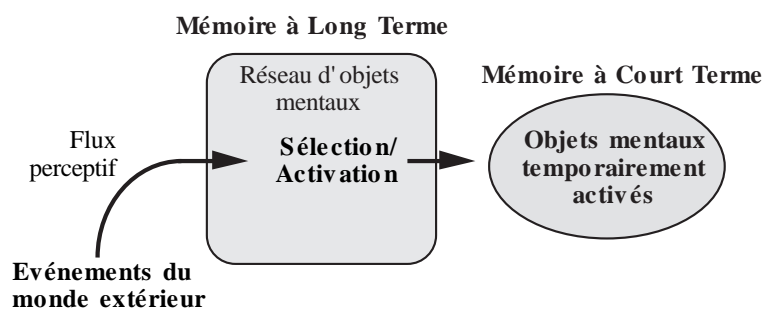 Mémoire à Long Terme
Réseau d'objets
mentaux
Sélection/
Activation
Mémoire à Court Terme
Objets mentaux
temporairement
activés
Flux
perceptif
Evénements du
monde extérieur